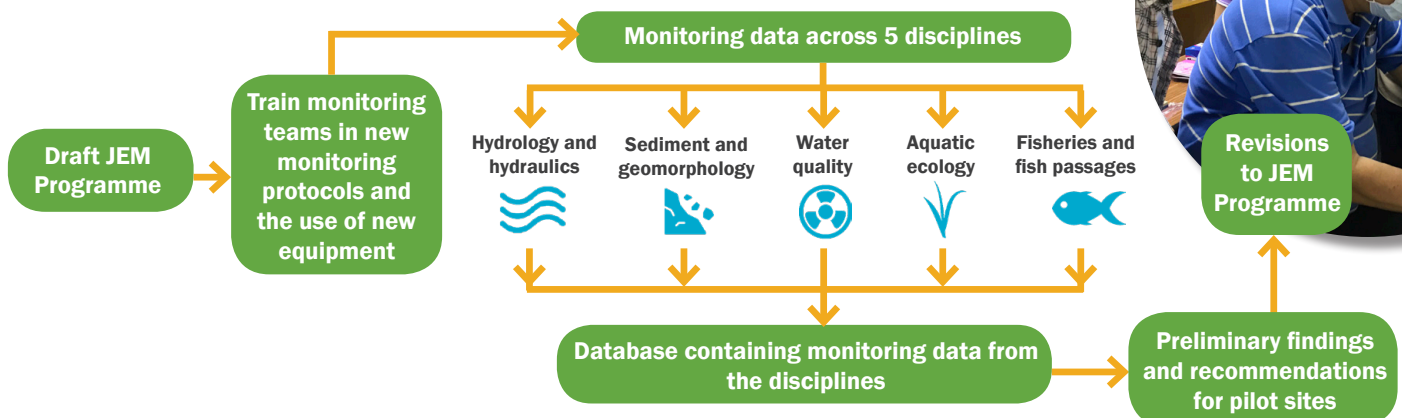 Draft JEM
Programme
Train monitoring
teams in new
monitoring
protocols and
the use of new
equipment
Monitoring data across 5 disciplines
Hydrology and
hydraulics
Sediment and
geomorphology
Water
quality
Aquatic
ecology
Fisheries and
fish passages
Database containing monitoring data from
the disciplines
Preliminary findings
and recommendations
for pilot sites
Revisions
to JEM
Programme